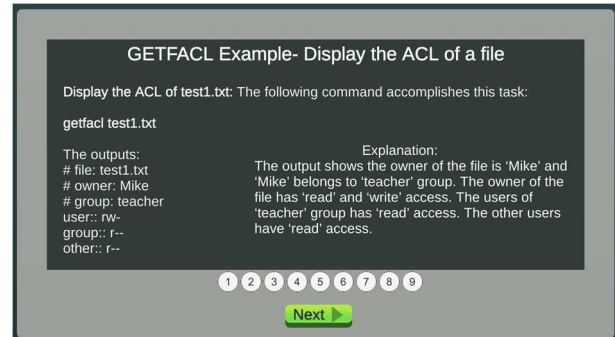 GETFACL Example- Display the ACL of a file
Display the ACL of test1.txt: The following command accomplishes this task:
getfacl test1.txt
The outputs:
# file: test1.txt
# owner: Mike
# group: teacher
user:: rw-
group:: r--
other:: r--
Explanation:
The output shows the owner of the file is ‘Mike’ and
‘Mike’ belongs to ‘teacher’ group. The owner of the
file has ‘read’ and ‘write’ access. The users of
‘teacher’ group has ‘read’ access. The other users
have ‘read’ access.
1 2 3 4 5 6 7 8 9
Next